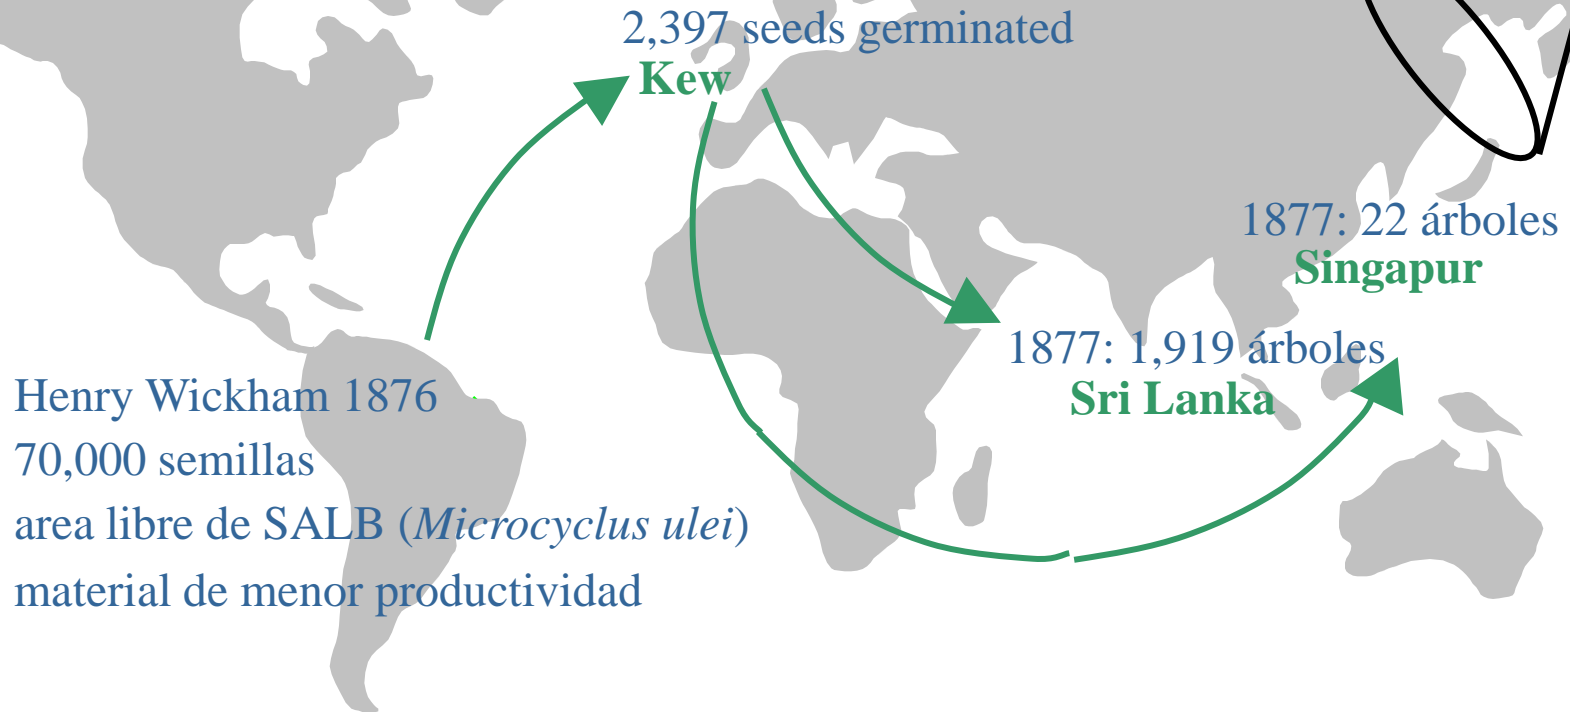 2,397 seeds germinated
Kew
1877: 22 árboles
Singapur
1877: 1,919 árboles
Sri Lanka
Henry Wickham 1876
70,000 semillas
area libre de SALB (Microcyclus ulei)
material de menor productividad